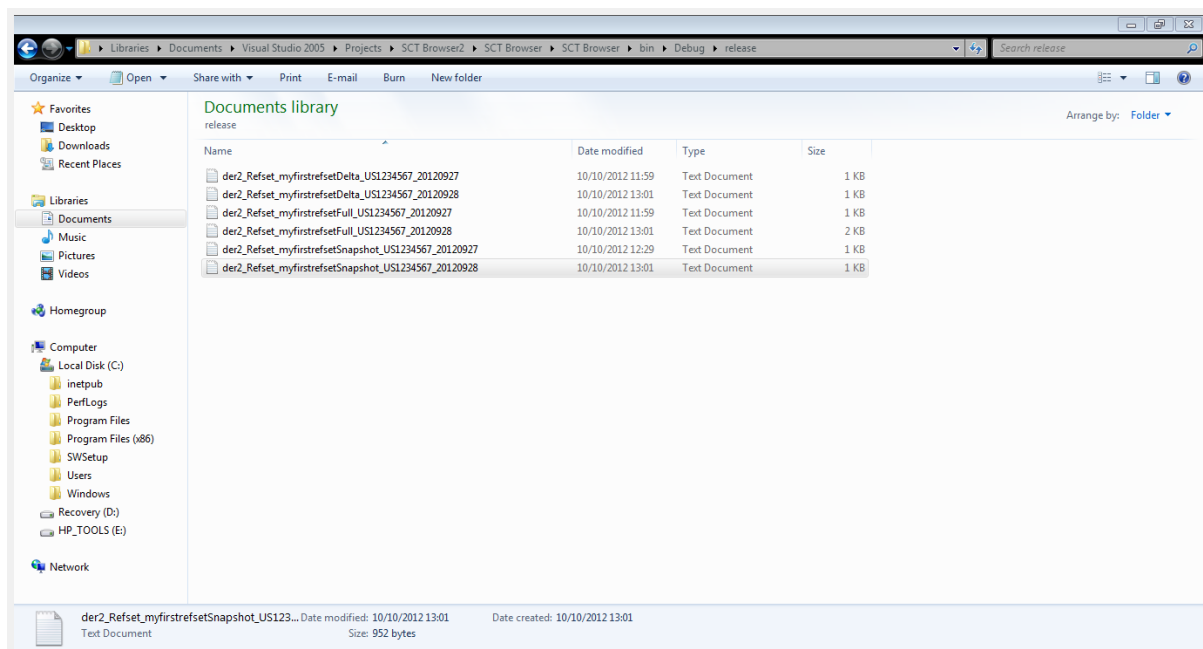 Libraries Documents Visual Studio 2005 Projects SCT Browser2 SCT Browser SCT Browser bin Debug release Search release
Organize Open Share with Print E-mail Burn New folder
Favorites
Desktop
Downloads
Recent Places
Libraries
Documents
Music
Pictures
Videos
Homegroup
Computer
Local Disk (C:)
inetpub
PerfLogs
Program Files
Program Files (x86)
SWSetup
Users
Windows
Recovery (D:)
HP_TOOLS (E:)
Network
Documents library
release
Arrange by: Folder
Name Date modified Type Size
der2_Refset_myfirstrefsetDelta_US1234567_20120927 10/10/2012 11:59 Text Document 1 KB
der2_Refset_myfirstrefsetDelta_US1234567_20120928 10/10/2012 13:01 Text Document 1 KB
der2_Refset_myfirstrefsetFull_US1234567_20120927 10/10/2012 11:59 Text Document 1 KB
der2_Refset_myfirstrefsetFull_US1234567_20120928 10/10/2012 13:01 Text Document 2 KB
der2_Refset_myfirstrefsetSnapshot_US1234567_20120927 10/10/2012 12:29 Text Document 1 KB
der2_Refset_myfirstrefsetSnapshot_US1234567_20120928 10/10/2012 13:01 Text Document 1 KB
der2_Refset_myfirstrefsetSnapshot_US123... Date modified: 10/10/2012 13:01 Date created: 10/10/2012 13:01
Text Document Size: 952 bytes